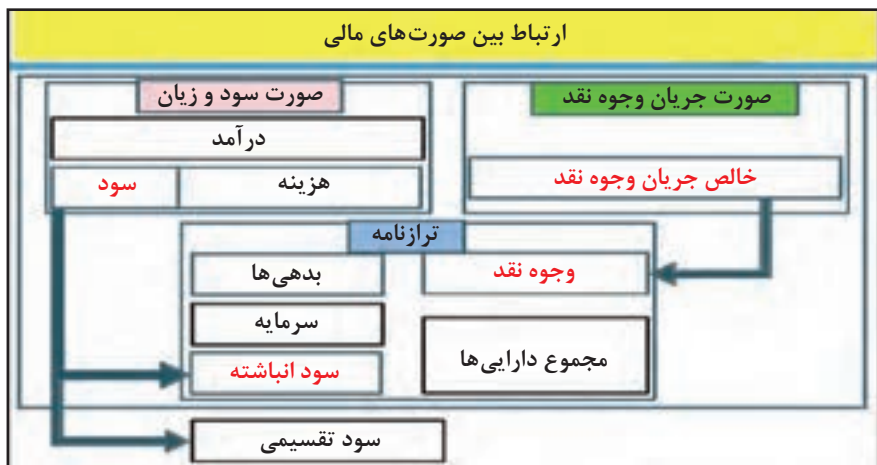 ارتباط بین صورت‌های مالی
صورت جریان وجوه نقد
خالص جریان وجوه نقد
صورت سود و زیان
درآمد
هزینه
سود
ترازنامه
وجوه نقد
مجموع دارایی‌ها
بدهی‌ها
سرمایه
سود انباشته
سود تقسیمی